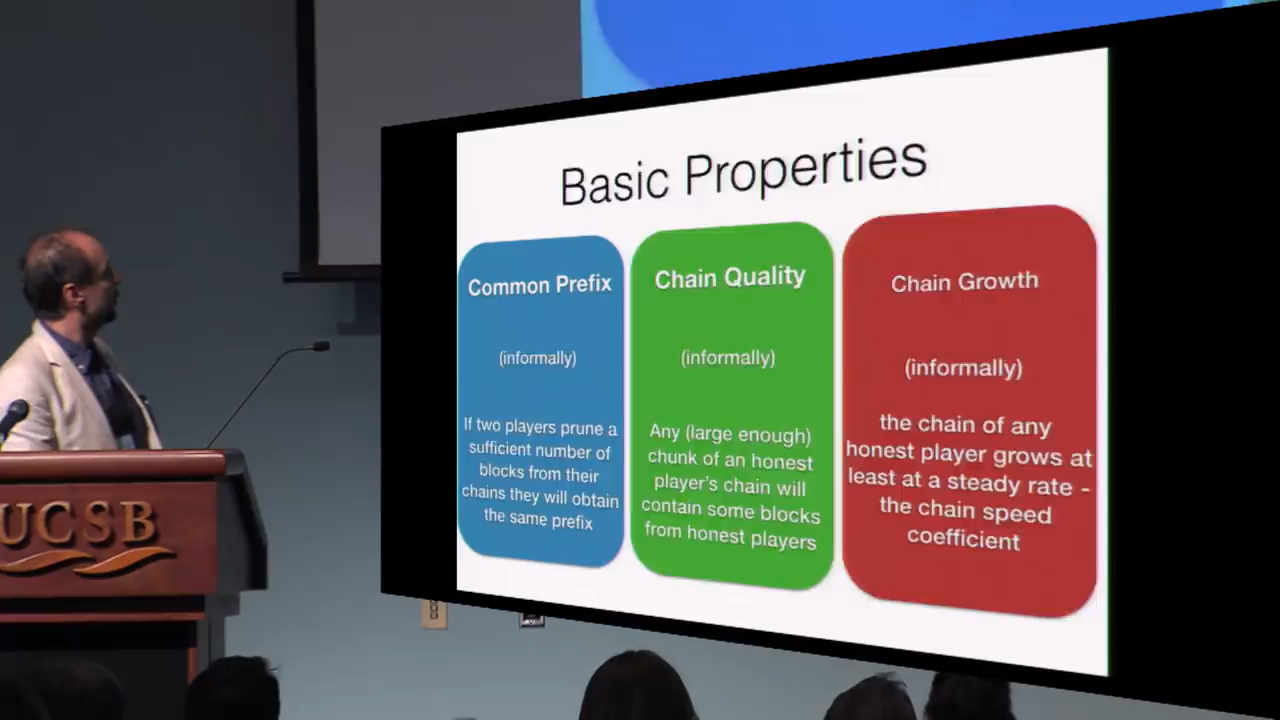 Basic Properties
Common Prefix
(informally)
If two players prune a
sufficient number of
blocks from their
chains they will obtain
the same prefix
Chain Quality
(informally)
Any (large enough)
chunk of an honest
player's chain will
contain some blocks
from honest players
Chain Growth
(informally)
the chain of any
honest player grows at
least at a steady rate -
the chain speed
coefficient
UCSB